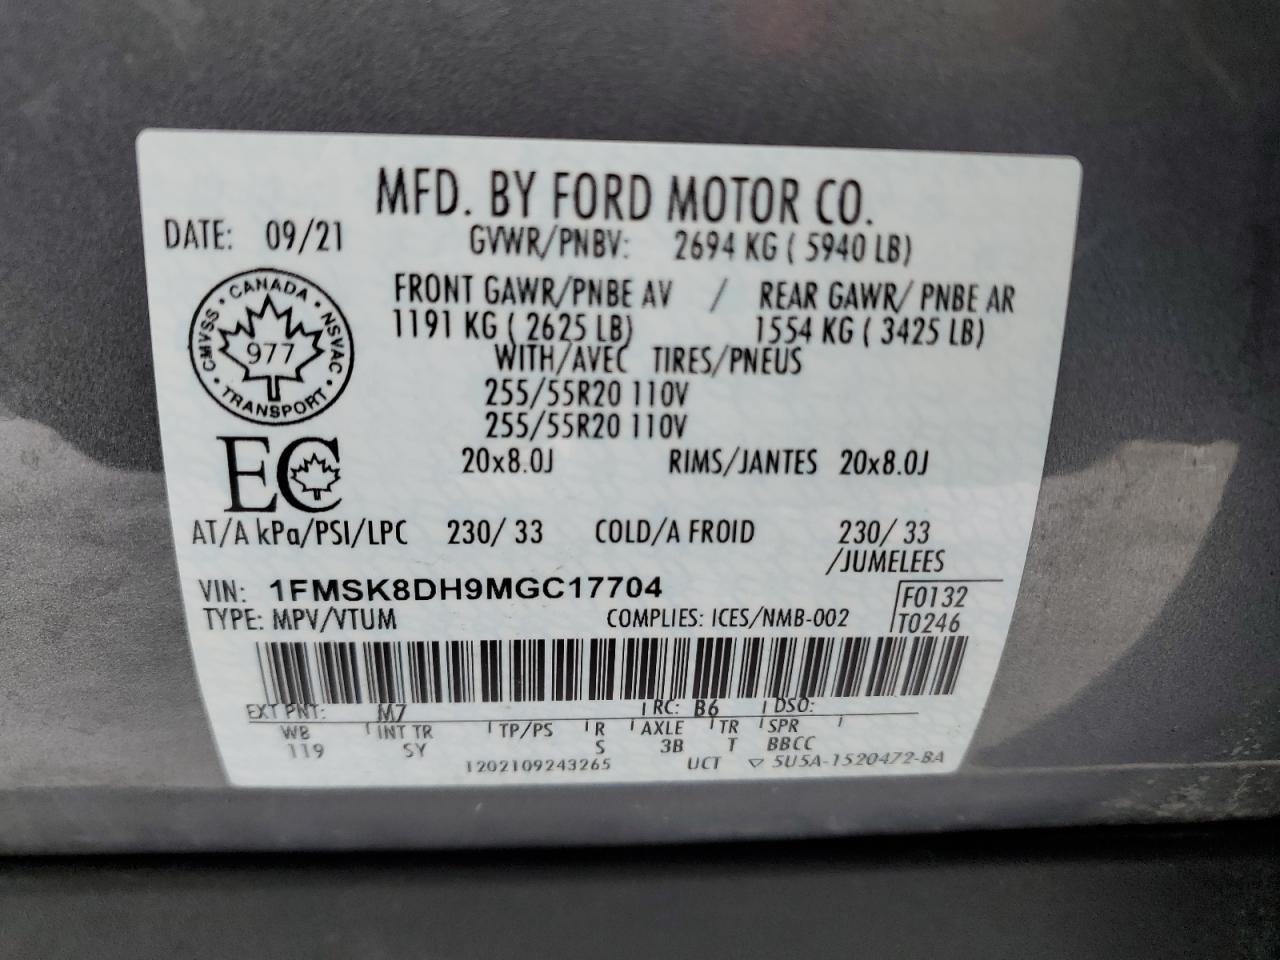 MFD. BY FORD MOTOR CO.
DATE: 09/21 GVWR/PNBV: 2694 KG ( 5940 LB)
FRONT GAWR/PNBE AV / REAR GAWR/ PNBE AR
1191 KG ( 2625 LB) 1554 KG ( 3425 LB)
WITH/AVEC TIRES/PNEUS
255/55R20 110V
255/55R20 110V
20x8.0J RIMS/JANTES 20x8.0J
CANADA • NSVAC • TRANSPORT • CMVSS •
977
EC
AT/A kPa/PSI/LPC 230/ 33 COLD/A FROID 230/ 33
/JUMELEES
VIN: 1FMSK8DH9MGC17704 F0132
TYPE: MPV/VTUM COMPLIES: ICES/NMB-002 T0246
EXT PNT: M7 RC: B6 DSO:
WB INT TR TP/PS R AXLE TR SPR
119 5Y S 3B T BBCC
1202109243265 UCT ▽ 5U5A-1520472-BA